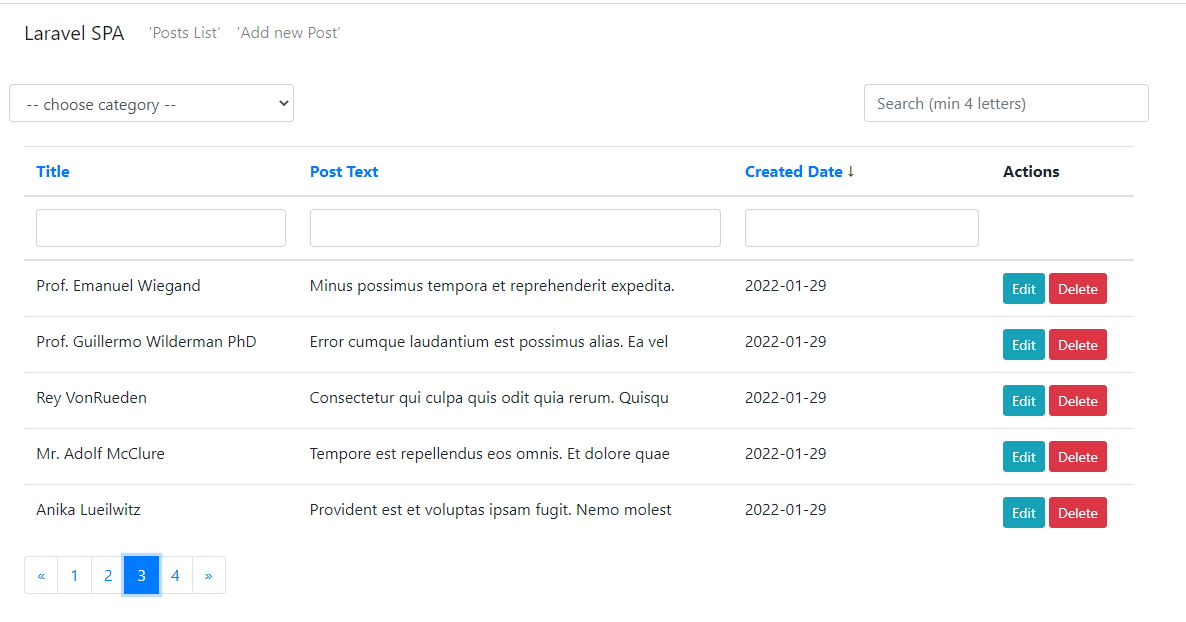 Laravel SPA 'Posts List' 'Add new Post'
-- choose category -- Search (min 4 letters)
Title Post Text Created Date ↓ Actions
Prof. Emanuel Wiegand Minus possimus tempora et reprehenderit expedita. 2022-01-29 Edit Delete
Prof. Guillermo Wilderman PhD Error cumque laudantium est possimus alias. Ea vel 2022-01-29 Edit Delete
Rey VonRueden Consectetur qui culpa quis odit quia rerum. Quisqu 2022-01-29 Edit Delete
Mr. Adolf McClure Tempore est repellendus eos omnis. Et dolore quae 2022-01-29 Edit Delete
Anika Lueilwitz Provident est et voluptas ipsam fugit. Nemo molest 2022-01-29 Edit Delete
« 1 2 3 4 »